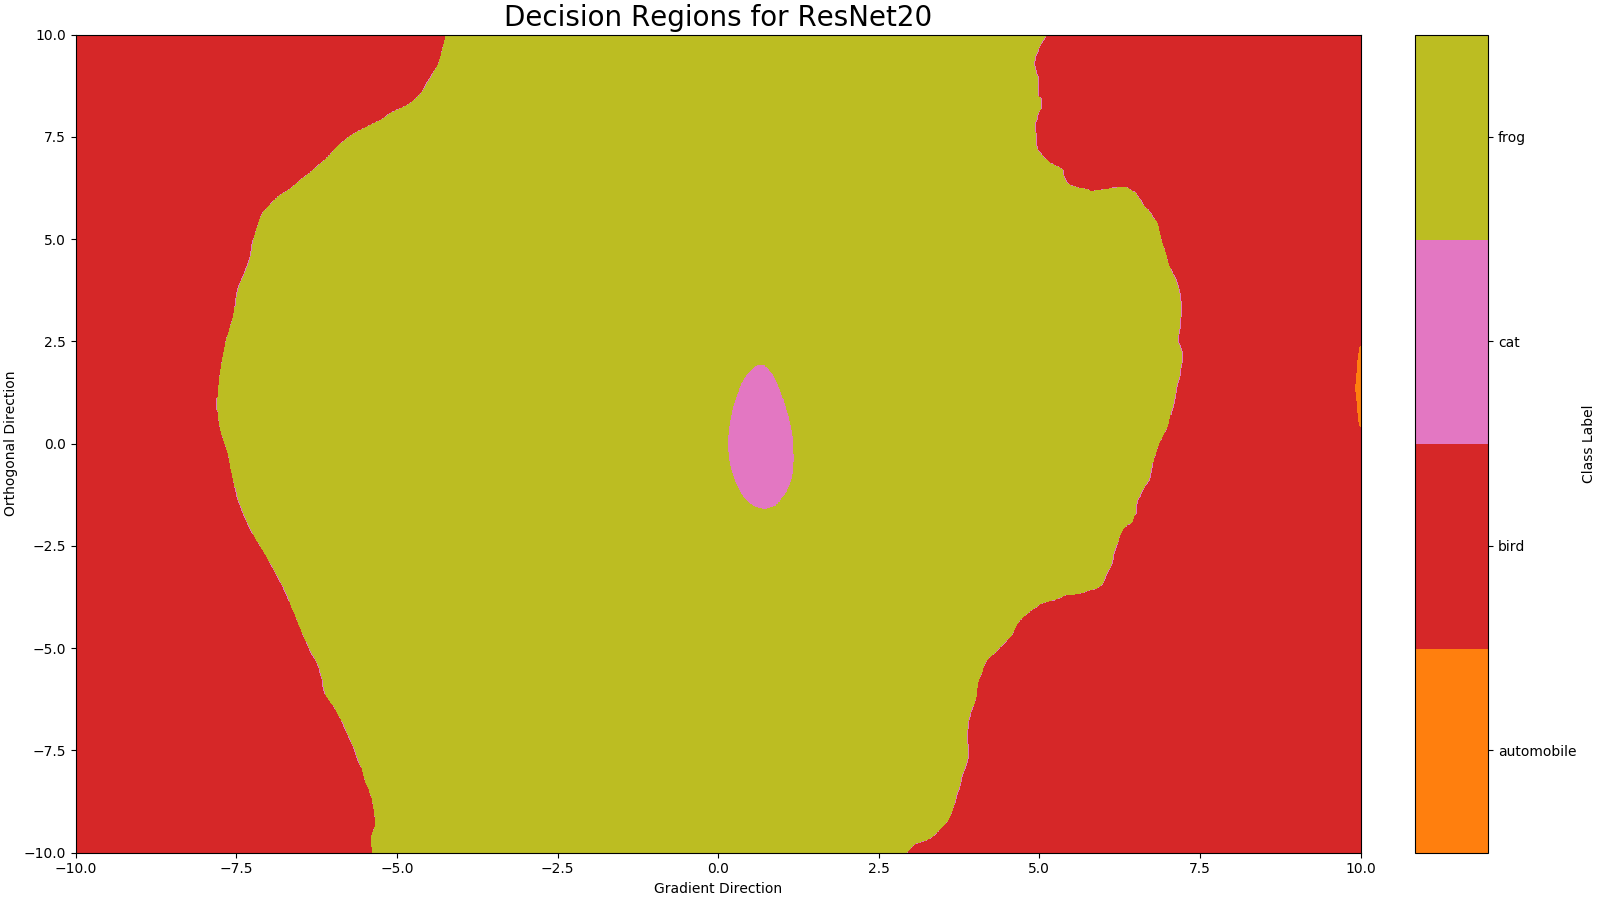 Decision Regions for ResNet20
10.0
7.5
5.0
2.5
0.0
−2.5
−5.0
−7.5
−10.0
Orthogonal Direction
−10.0 −7.5 −5.0 −2.5 0.0 2.5 5.0 7.5 10.0
Gradient Direction
frog
cat
bird
automobile
Class Label